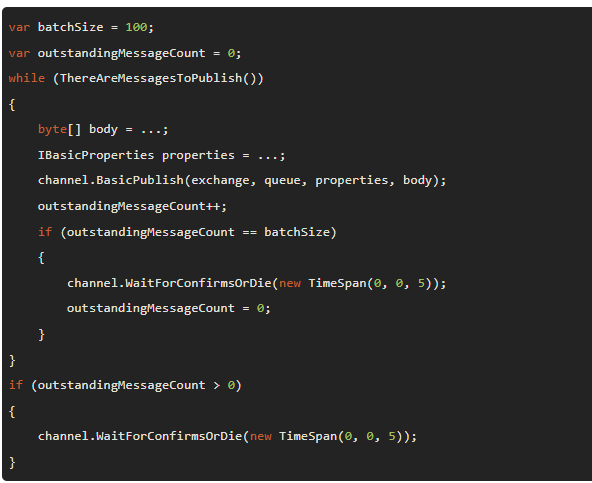 var batchSize = 100;
var outstandingMessageCount = 0;
while (ThereAreMessagesToPublish())
{
    byte[] body = ...;
    IBasicProperties properties = ...;
    channel.BasicPublish(exchange, queue, properties, body);
    outstandingMessageCount++;
    if (outstandingMessageCount == batchSize)
    {
        channel.WaitForConfirmsOrDie(new TimeSpan(0, 0, 5));
        outstandingMessageCount = 0;
    }
}
if (outstandingMessageCount > 0)
{
    channel.WaitForConfirmsOrDie(new TimeSpan(0, 0, 5));
}